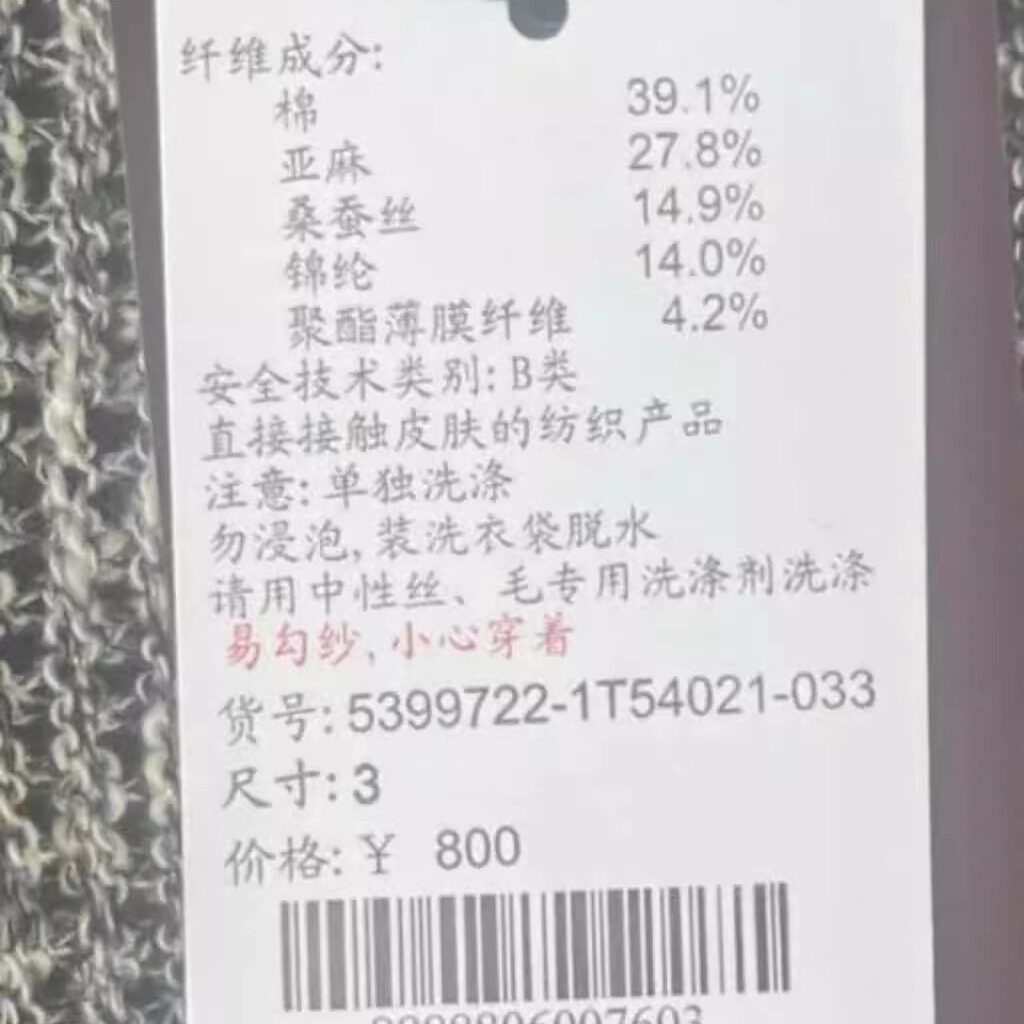 纤维成分:
棉 39.1%
亚麻 27.8%
桑蚕丝 14.9%
锦纶 14.0%
聚酯薄膜纤维 4.2%
安全技术类别: B类
直接接触皮肤的纺织产品
注意: 单独洗涤
勿浸泡, 装洗衣袋脱水
请用中性丝、毛专用洗涤剂洗涤
易勾纱, 小心穿着
货号: 5399722-1T54021-033
尺寸: 3
价格: ¥ 800